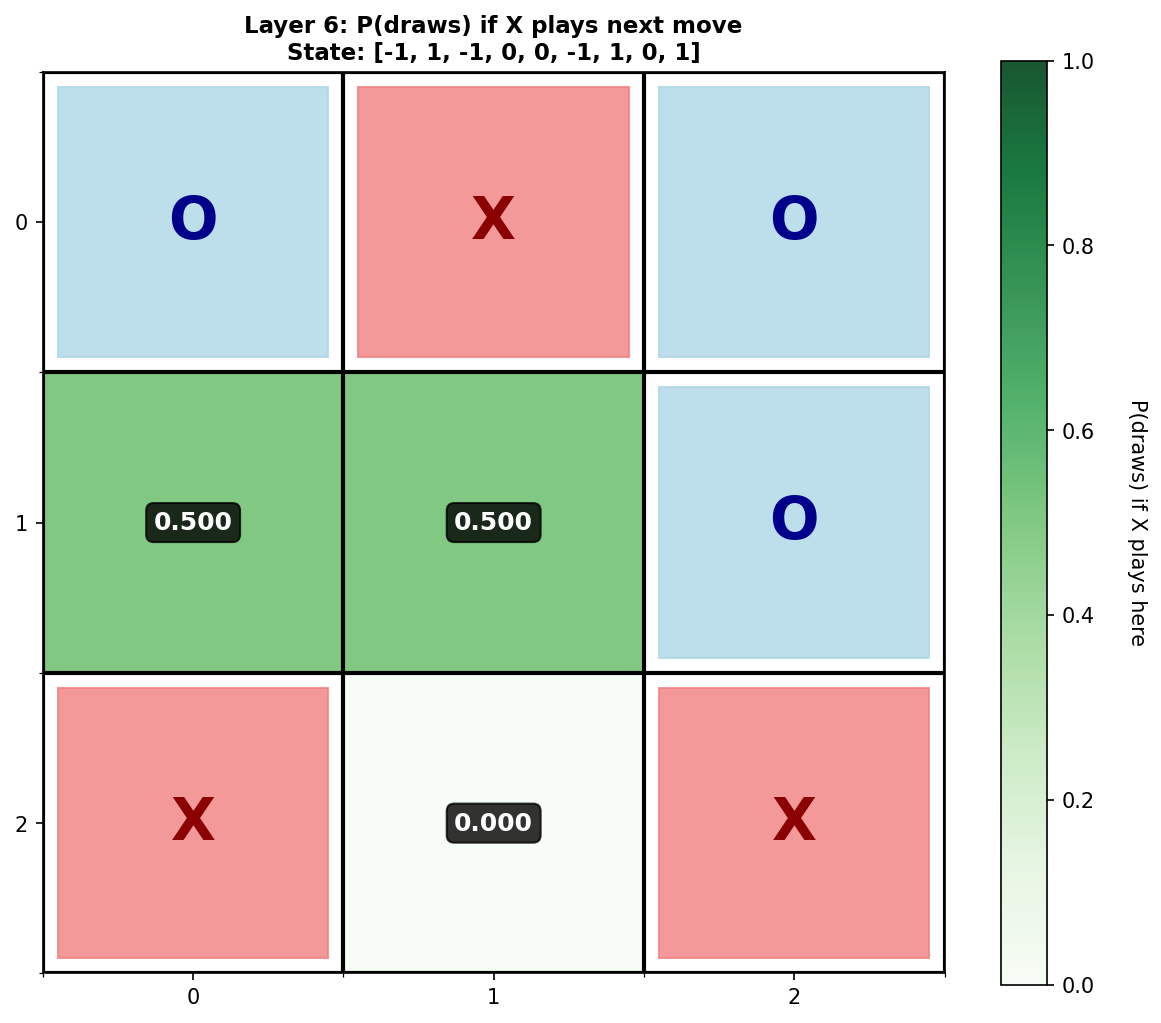 Layer 6: P(draws) if X plays next move
State: [-1, 1, -1, 0, 0, -1, 1, 0, 1]
O X O
0.500 0.500 O
X 0.000 X
0
1
2
0 1 2
1.0
0.8
0.6
0.4
0.2
0.0
P(draws) if X plays here